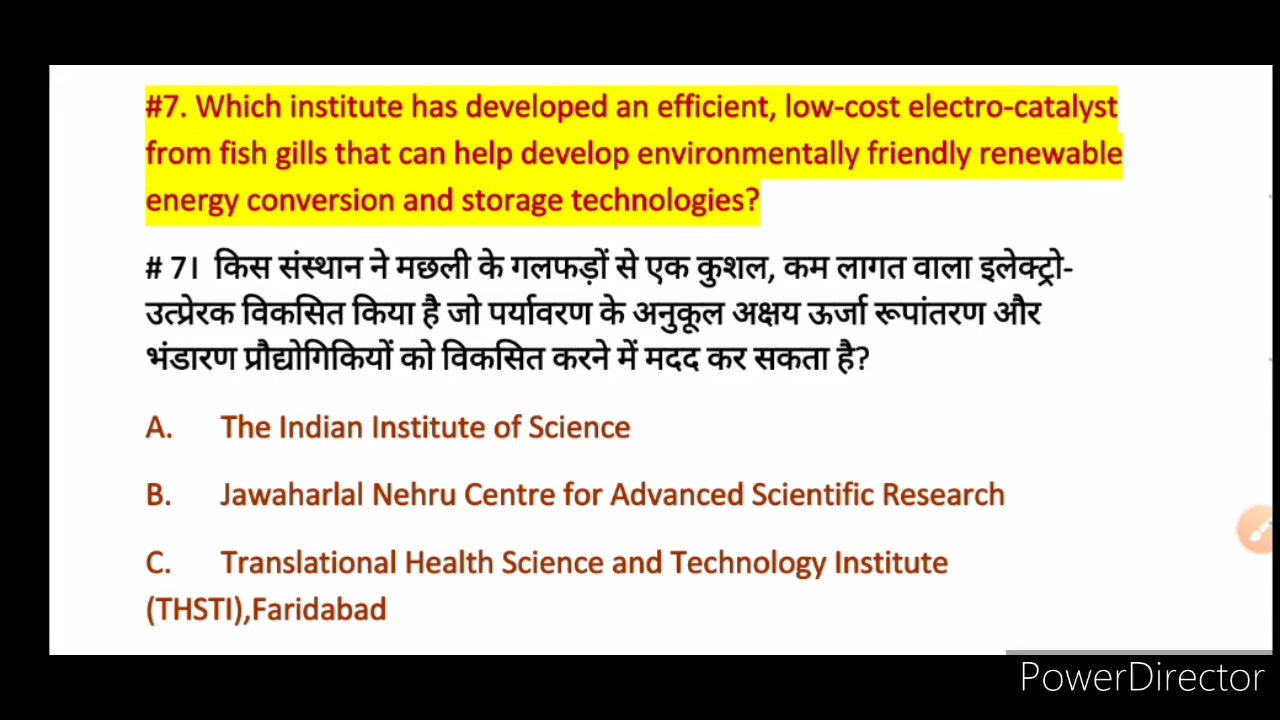 #7. Which institute has developed an efficient, low-cost electro-catalyst
from fish gills that can help develop environmentally friendly renewable
energy conversion and storage technologies?
# 7। किस संस्थान ने मछली के गलफड़ों से एक कुशल, कम लागत वाला इलेक्ट्रो-
उत्प्रेरक विकसित किया है जो पर्यावरण के अनुकूल अक्षय ऊर्जा रूपांतरण और
भंडारण प्रौद्योगिकियों को विकसित करने में मदद कर सकता है?
A. The Indian Institute of Science
B. Jawaharlal Nehru Centre for Advanced Scientific Research
C. Translational Health Science and Technology Institute
(THSTI),Faridabad
PowerDirector